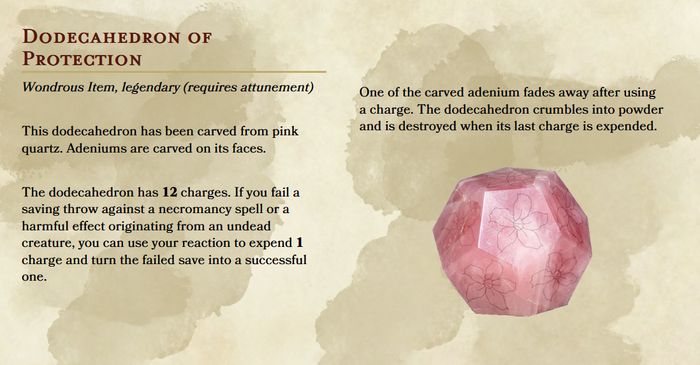 Dodecahedron of
Protection
Wondrous Item, legendary (requires attunement)
This dodecahedron has been carved from pink
quartz. Adeniums are carved on its faces.
The dodecahedron has 12 charges. If you fail a
saving throw against a necromancy spell or a
harmful effect originating from an undead
creature, you can use your reaction to expend 1
charge and turn the failed save into a successful
one.
One of the carved adenium fades away after using
a charge. The dodecahedron crumbles into powder
and is destroyed when its last charge is expended.